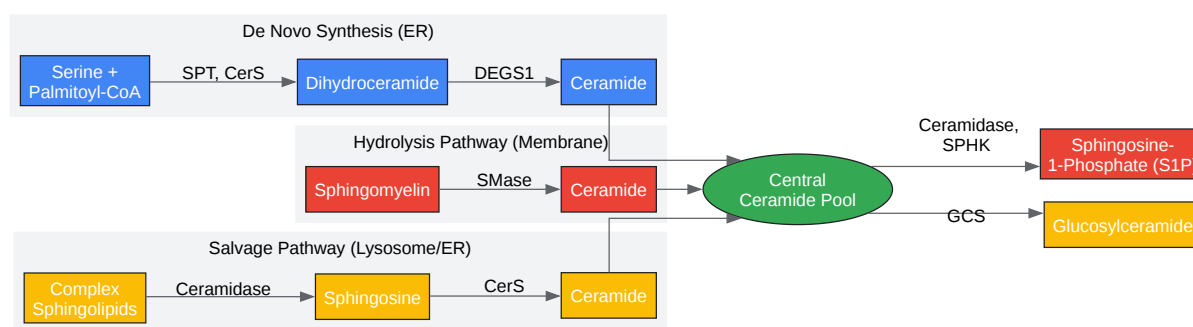 De Novo Synthesis (ER)
Serine +
Palmitoyl-CoA
SPT, CerS
Dihydroceramide
DEGS1
Ceramide
Hydrolysis Pathway (Membrane)
Sphingomyelin
SMase
Ceramide
Salvage Pathway (Lysosome/ER)
Complex
Sphingolipids
Ceramidase
Sphingosine
CerS
Ceramide
Central
Ceramide Pool
Ceramidase,
SPHK
Sphingosine-
1-Phosphate (S1P)
GCS
Glucosylceramide